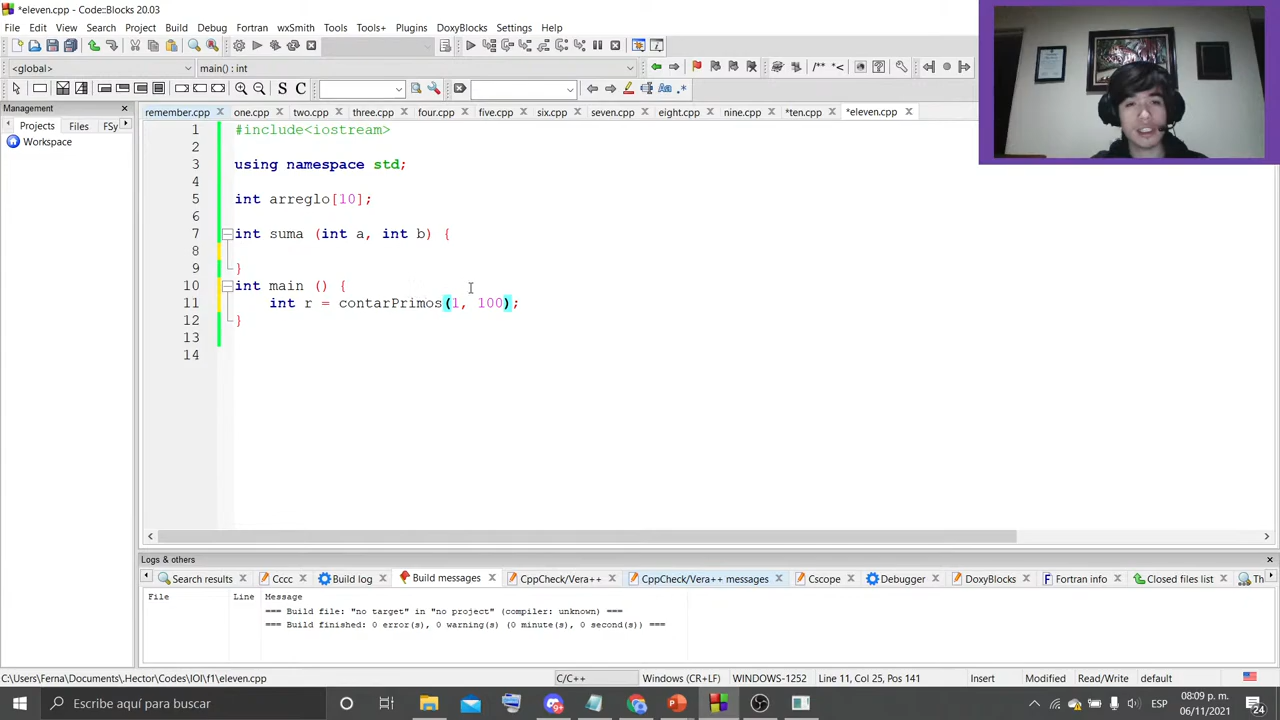 *eleven.cpp - Code::Blocks 20.03
File Edit View Search Project Build Debug Fortran wxSmith Tools Tools+ Plugins DoxyBlocks Settings Help
<global> main() : int
/** *<
S C Aa .*
Management
Projects Files FSy
Workspace
remember.cpp one.cpp two.cpp three.cpp four.cpp five.cpp six.cpp seven.cpp eight.cpp nine.cpp *ten.cpp *eleven.cpp
1 #include<iostream>
2
3 using namespace std;
4
5 int arreglo[10];
6
7 int suma (int a, int b) {
8
9 }
10 int main () {
11 int r = contarPrimos(1, 100);
12 }
13
14
Logs & others
Search results Cccc Build log Build messages CppCheck/Vera++ CppCheck/Vera++ messages Cscope Debugger DoxyBlocks Fortran info Closed files list Th
File Line Message
=== Build file: "no target" in "no project" (compiler: unknown) ===
=== Build finished: 0 error(s), 0 warning(s) (0 minute(s), 0 second(s)) ===
C:\Users\Ferna\Documents\.Hector\Codes\IOI\f1\eleven.cpp C/C++ Windows (CR+LF) WINDOWS-1252 Line 11, Col 25, Pos 141 Insert Modified Read/Write default
Escribe aquí para buscar
ESP
08:09 p. m.
06/11/2021
24